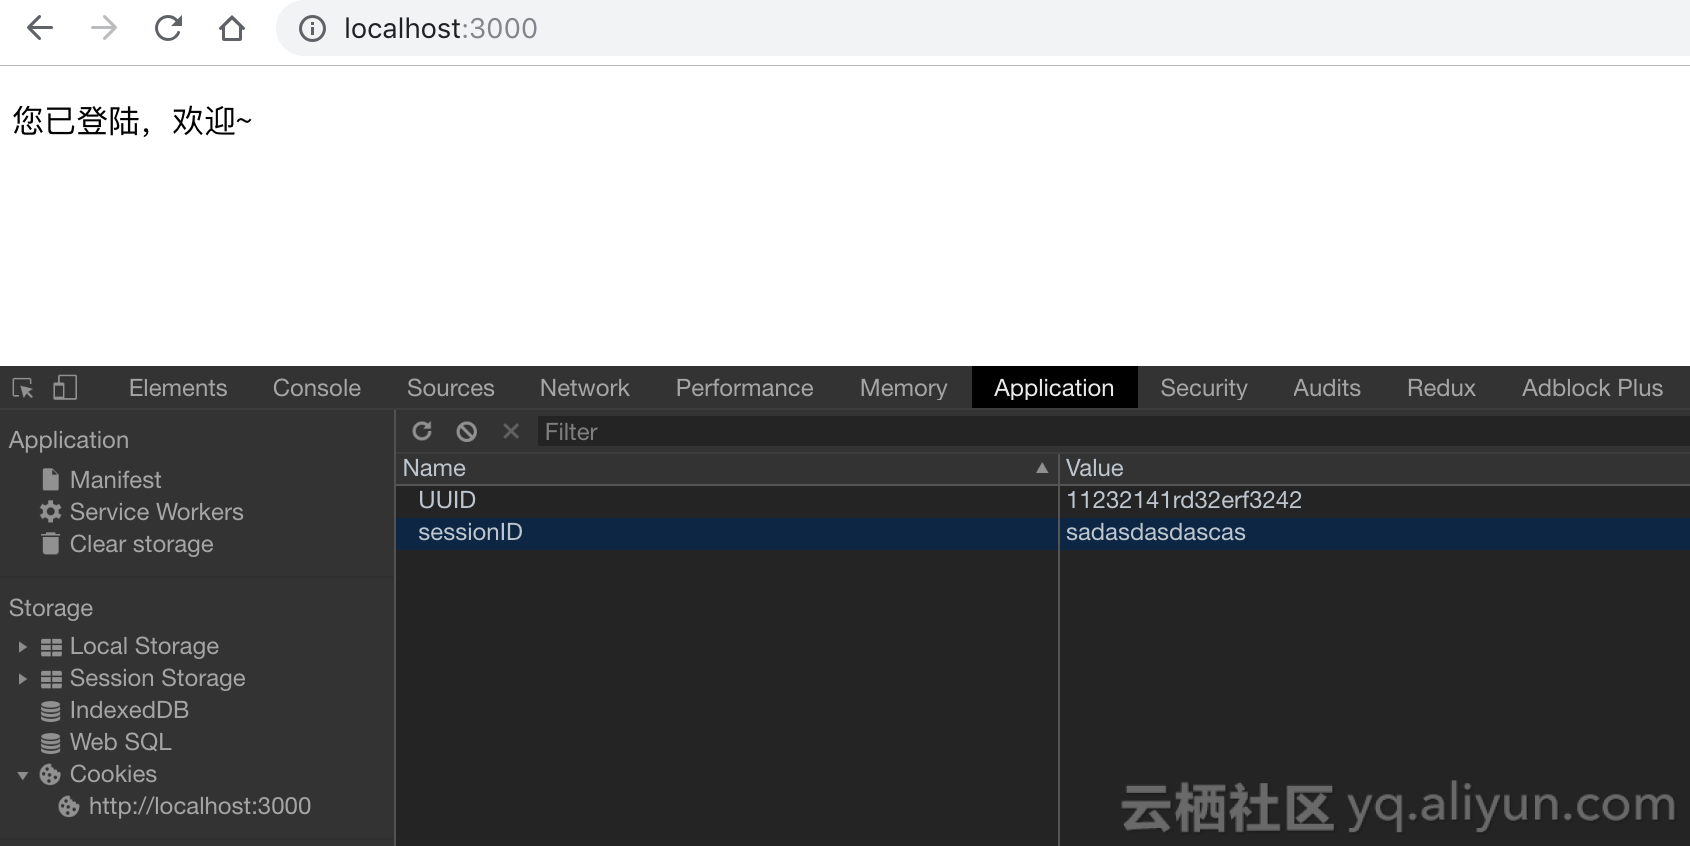 localhost:3000
您已登陆，欢迎~
Elements Console Sources Network Performance Memory Application Security Audits Redux Adblock Plus
Application
Manifest
Service Workers
Clear storage
Storage
Local Storage
Session Storage
IndexedDB
Web SQL
Cookies
http://localhost:3000
Filter
Name Value
UUID 11232141rd32erf3242
sessionID sadasdasdascas
云栖社区 yq.aliyun.com